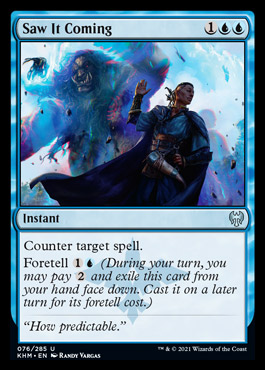 Saw It Coming 1
Instant
Counter target spell.
Foretell 1 (During your turn, you
may pay 2 and exile this card from
your hand face down. Cast it on a later
turn for its foretell cost.)
"How predictable."
076/285 U
KHM • EN RANDY VARGAS
™ & © 2021 Wizards of the Coast